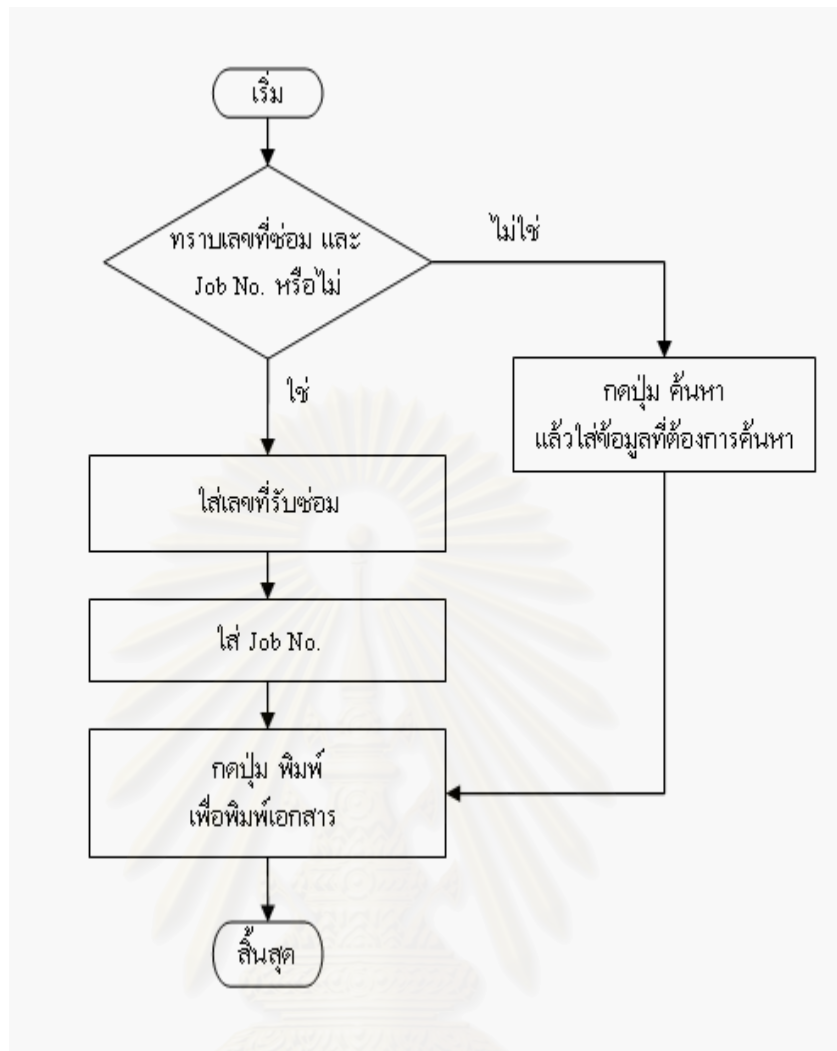 เริ่ม
ทราบเลขที่ซ่อม และ
Job No. หรือไม่
ไม่ใช่
ใช่
กดปุ่ม ค้นหา
แล้วใส่ข้อมูลที่ต้องการค้นหา
ใส่เลขที่รับซ่อม
ใส่ Job No.
กดปุ่ม พิมพ์
เพื่อพิมพ์เอกสาร
สิ้นสุด